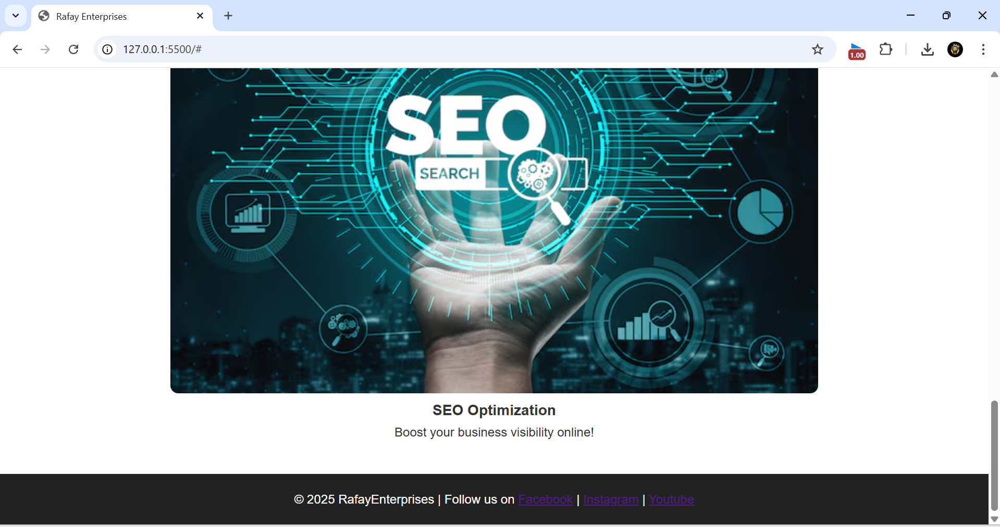 Rafay Enterprises
127.0.0.1:5500/#
1.00
SEO
SEARCH
SEO Optimization
Boost your business visibility online!
© 2025 RafayEnterprises | Follow us on Facebook | Instagram | Youtube